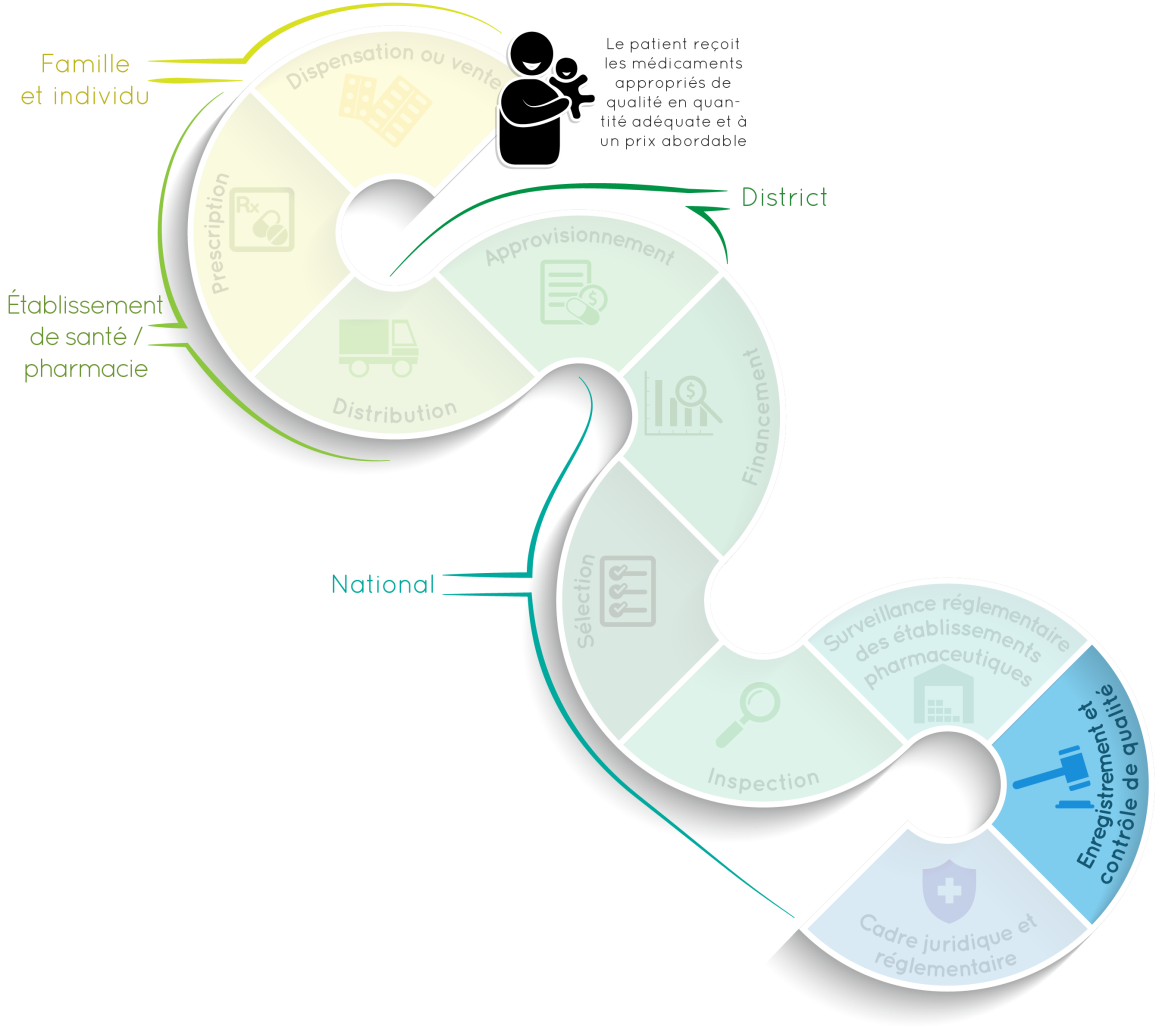 Famille
et individu
Dispensation ou vente
Le patient reçoit
les médicaments
appropriés de
qualité en quan-
tité adéquate et à
un prix abordable
Prescription
Rx
District
Approvisionnement
$
Établissement
de santé /
pharmacie
Distribution
Financement
$
National
Sélection
Surveillance réglementaire
des établissements
pharmaceutiques
Inspection
Enregistrement et
contrôle de qualité
Cadre juridique et
réglementaire